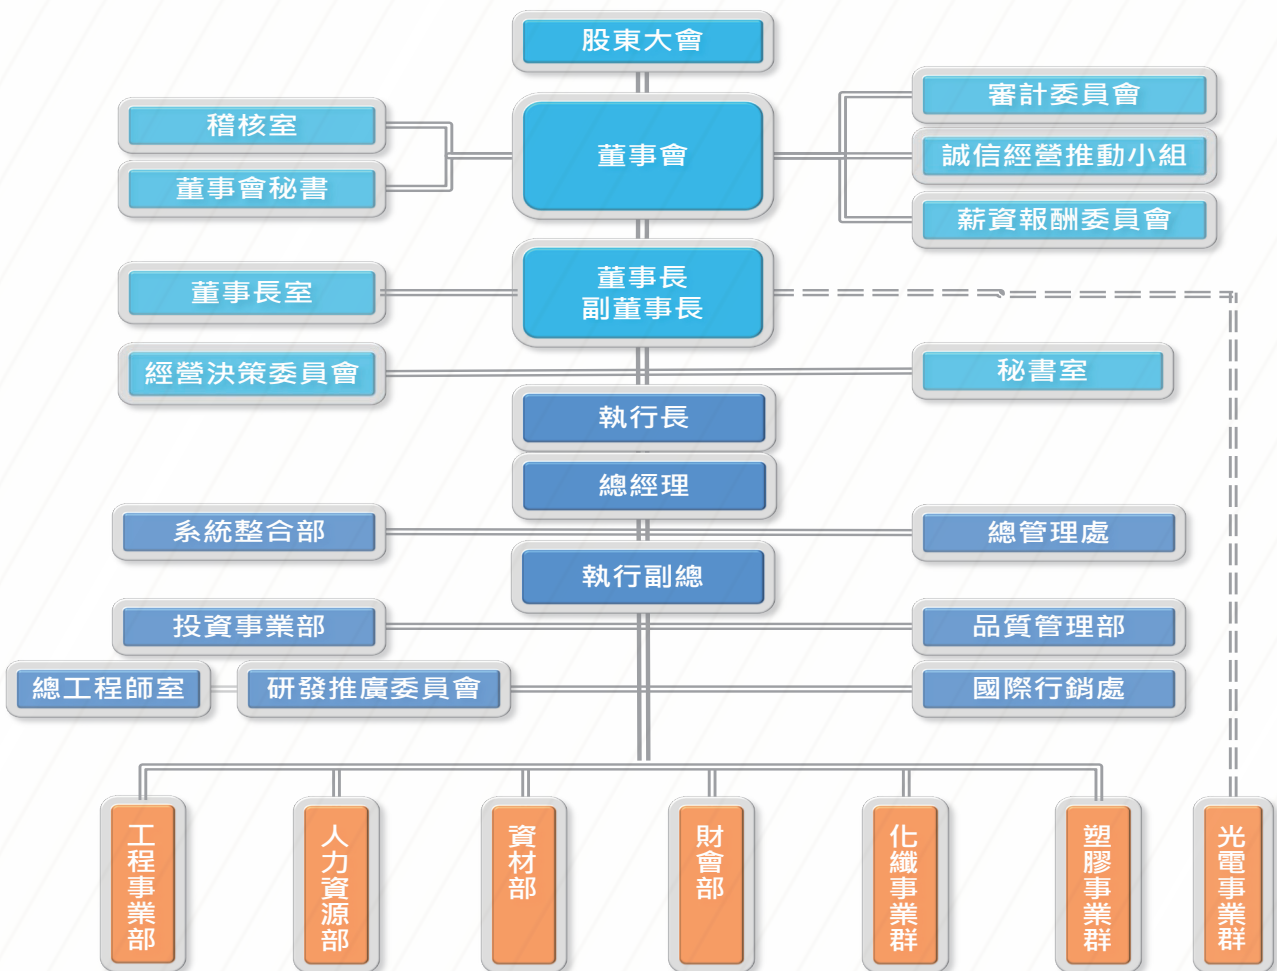 股東大會
稽核室
董事會秘書
董事會
審計委員會
誠信經營推動小組
薪資報酬委員會
董事長室
董事長
副董事長
經營決策委員會
秘書室
執行長
總經理
系統整合部
總管理處
執行副總
投資事業部
品質管理部
總工程師室
研發推廣委員會
國際行銷處
工程事業部
人力資源部
資材部
財會部
化纖事業群
塑膠事業群
光電事業群